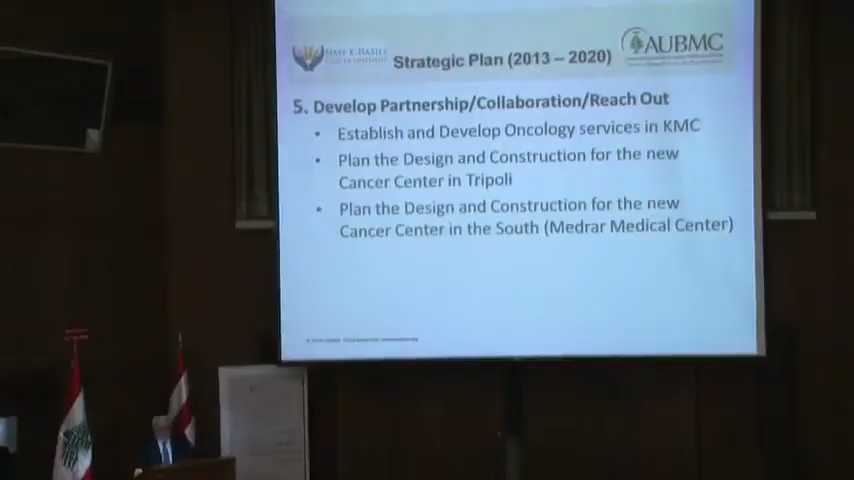 Strategic Plan (2013 – 2020)
AUBMC
5. Develop Partnership/Collaboration/Reach Out
• Establish and Develop Oncology services in KMC
• Plan the Design and Construction for the new
Cancer Center in Tripoli
• Plan the Design and Construction for the new
Cancer Center in the South (Medrar Medical Center)